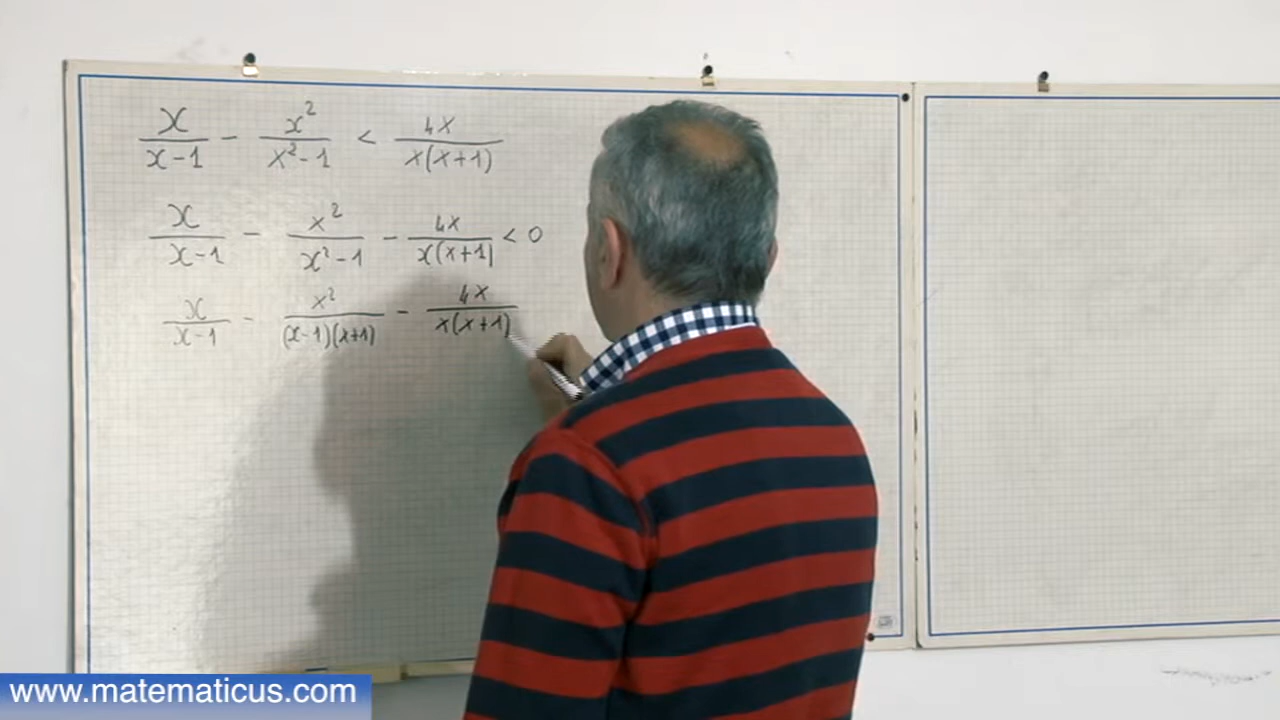 x/(x-1) - x²/(x²-1) < 4x/(x(x+1))
x/(x-1) - x²/(x²-1) - 4x/(x(x+1)) < 0
x/(x-1) - x²/((x-1)(x+1)) - 4x/(x(x+1))
www.matematicus.com